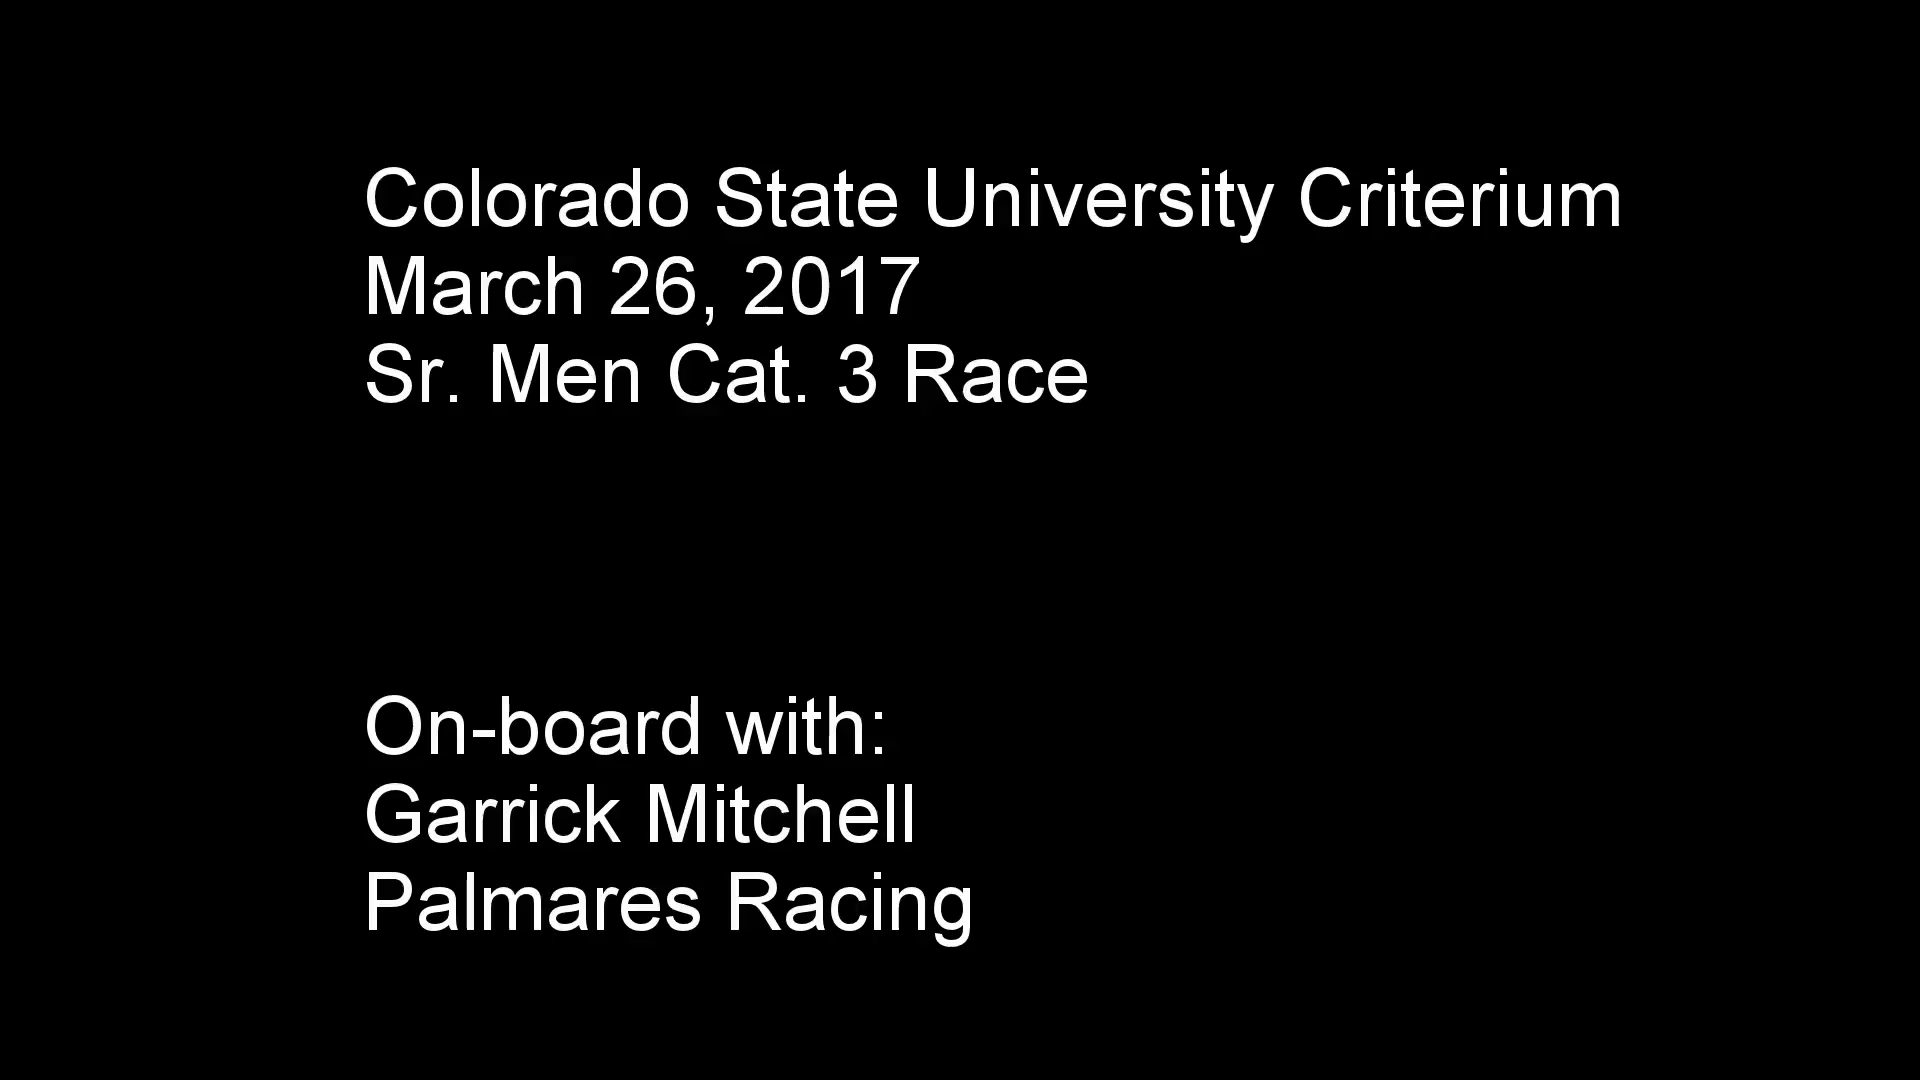 Colorado State University Criterium
March 26, 2017
Sr. Men Cat. 3 Race
On-board with:
Garrick Mitchell
Palmares Racing